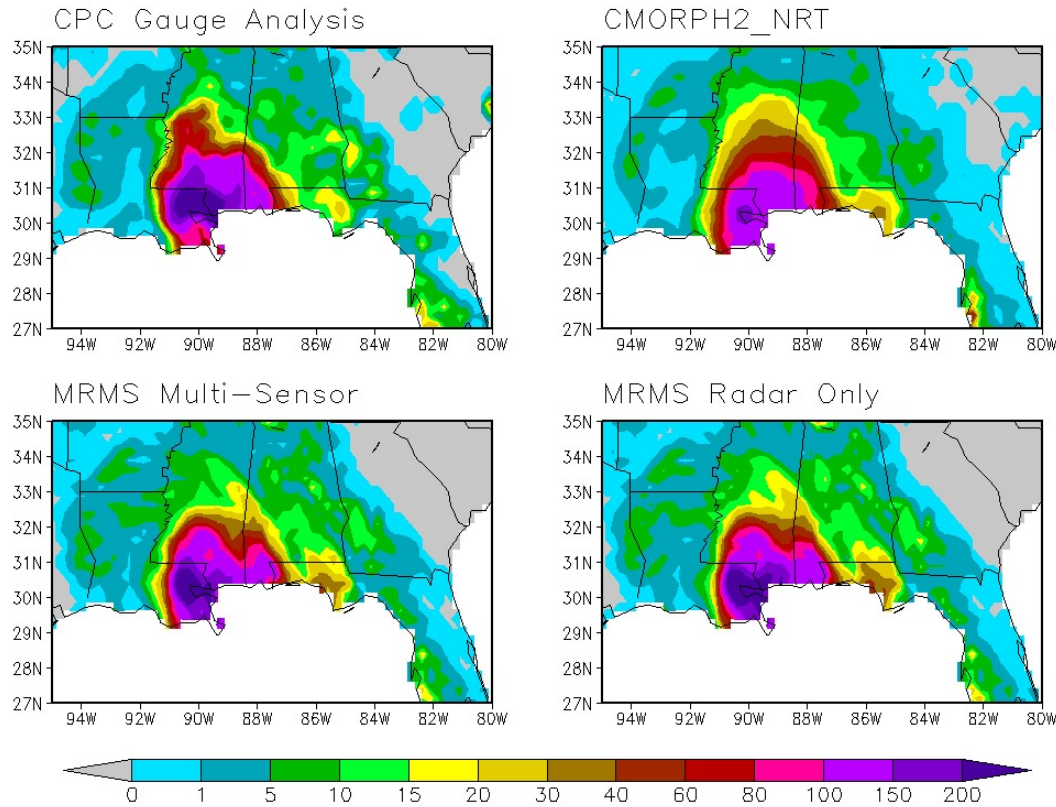 CPC Gauge Analysis
CMORPH2_NRT
35N
34N
33N
32N
31N
30N
29N
28N
27N
94W 92W 90W 88W 86W 84W 82W 80W
35N
34N
33N
32N
31N
30N
29N
28N
27N
94W 92W 90W 88W 86W 84W 82W 80W
MRMS Multi-Sensor
MRMS Radar Only
35N
34N
33N
32N
31N
30N
29N
28N
27N
94W 92W 90W 88W 86W 84W 82W 80W
35N
34N
33N
32N
31N
30N
29N
28N
27N
94W 92W 90W 88W 86W 84W 82W 80W
0 1 5 10 15 20 30 40 60 80 100 150 200